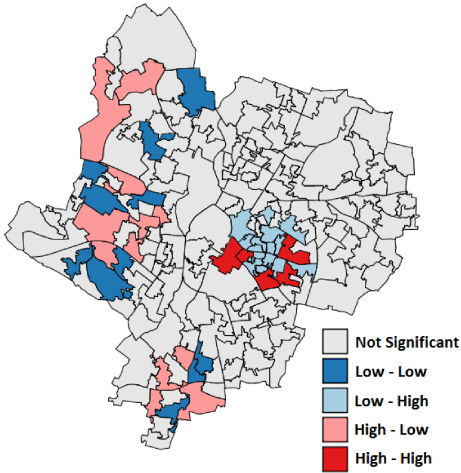 Not Significant
Low - Low
Low - High
High - Low
High - High